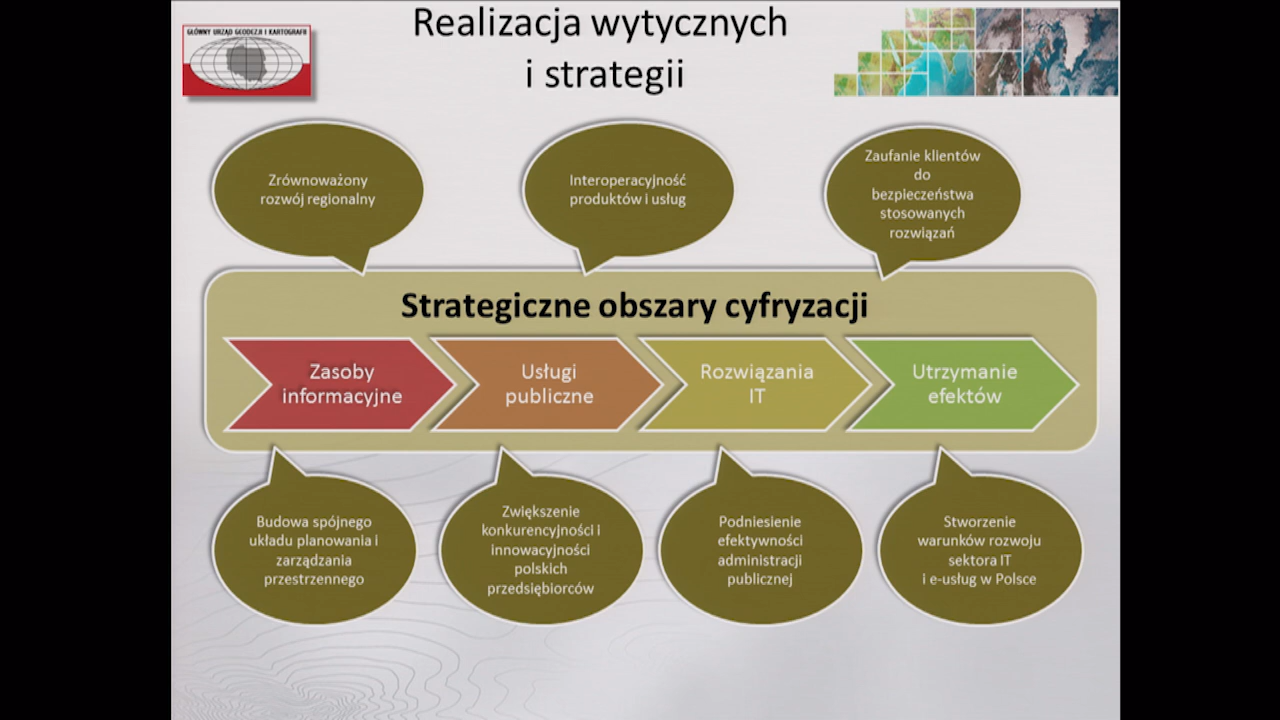 GŁÓWNY URZĄD GEODEZJI I KARTOGRAFII
Realizacja wytycznych
i strategii
Zrównoważony
rozwój regionalny
Interoperacyjność
produktów i usług
Zaufanie klientów
do
bezpieczeństwa
stosowanych
rozwiązań
Strategiczne obszary cyfryzacji
Zasoby
informacyjne
Usługi
publiczne
Rozwiązania
IT
Utrzymanie
efektów
Budowa spójnego
układu planowania i
zarządzania
przestrzennego
Zwiększenie
konkurencyjności i
innowacyjności
polskich
przedsiębiorców
Podniesienie
efektywności
administracji
publicznej
Stworzenie
warunków rozwoju
sektora IT
i e-usług w Polsce